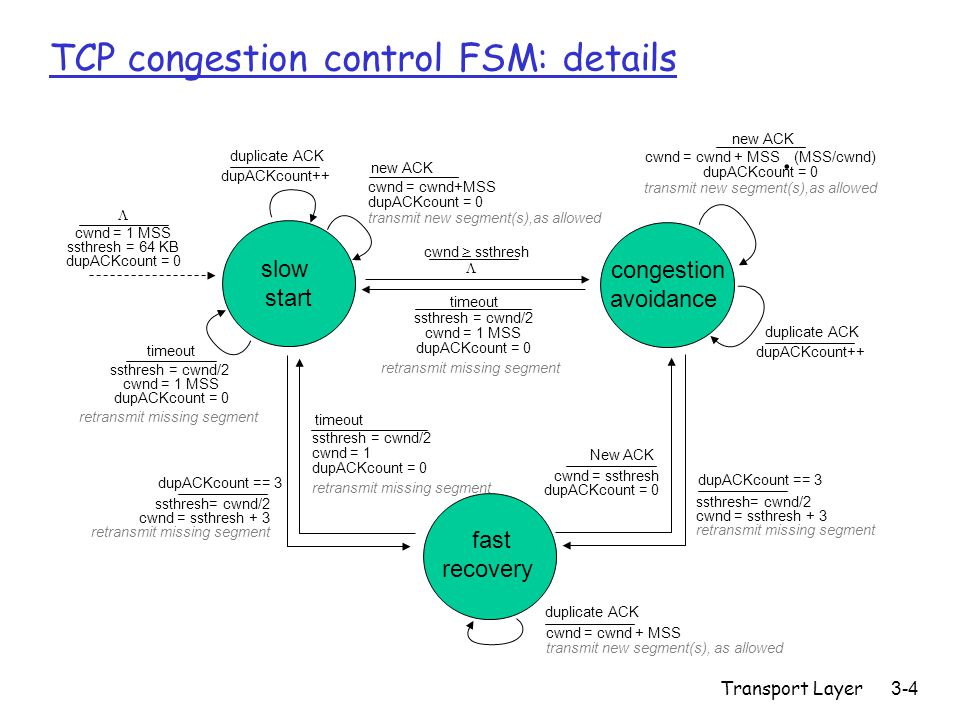 TCP congestion control FSM: details
duplicate ACK
dupACKcount++
new ACK
cwnd = cwnd+MSS
dupACKcount = 0
transmit new segment(s),as allowed
new ACK
cwnd = cwnd + MSS • (MSS/cwnd)
dupACKcount = 0
transmit new segment(s),as allowed
Λ
cwnd = 1 MSS
ssthresh = 64 KB
dupACKcount = 0
slow
start
cwnd ≥ ssthresh
Λ
congestion
avoidance
timeout
ssthresh = cwnd/2
cwnd = 1 MSS
dupACKcount = 0
retransmit missing segment
duplicate ACK
dupACKcount++
timeout
ssthresh = cwnd/2
cwnd = 1 MSS
dupACKcount = 0
retransmit missing segment
timeout
ssthresh = cwnd/2
cwnd = 1
dupACKcount = 0
retransmit missing segment
New ACK
cwnd = ssthresh
dupACKcount = 0
dupACKcount == 3
ssthresh= cwnd/2
cwnd = ssthresh + 3
retransmit missing segment
dupACKcount == 3
ssthresh= cwnd/2
cwnd = ssthresh + 3
retransmit missing segment
fast
recovery
duplicate ACK
cwnd = cwnd + MSS
transmit new segment(s), as allowed
Transport Layer 3-4